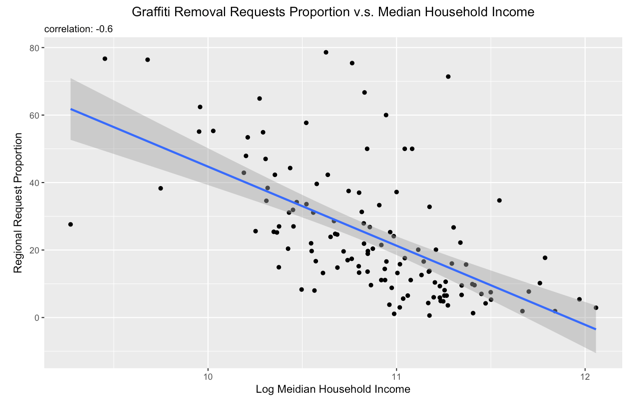 Graffiti Removal Requests Proportion v.s. Median Household Income
correlation: -0.6
80
60
40
20
0
Regional Request Proportion
10
11
12
Log Meidian Household Income